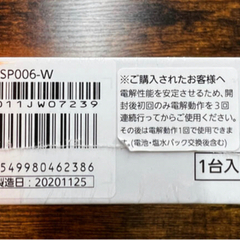 SP006-W
011JW07239
549980462386
製造日：20201125
※ご購入されたお客様へ
電解性能を安定させるため、開
封後初回のみ電解動作を3回
連続行ってからご使用ください。
その後は電解動作1回で使用できま
す。(電池・塩水パック交換後含む)
1台入